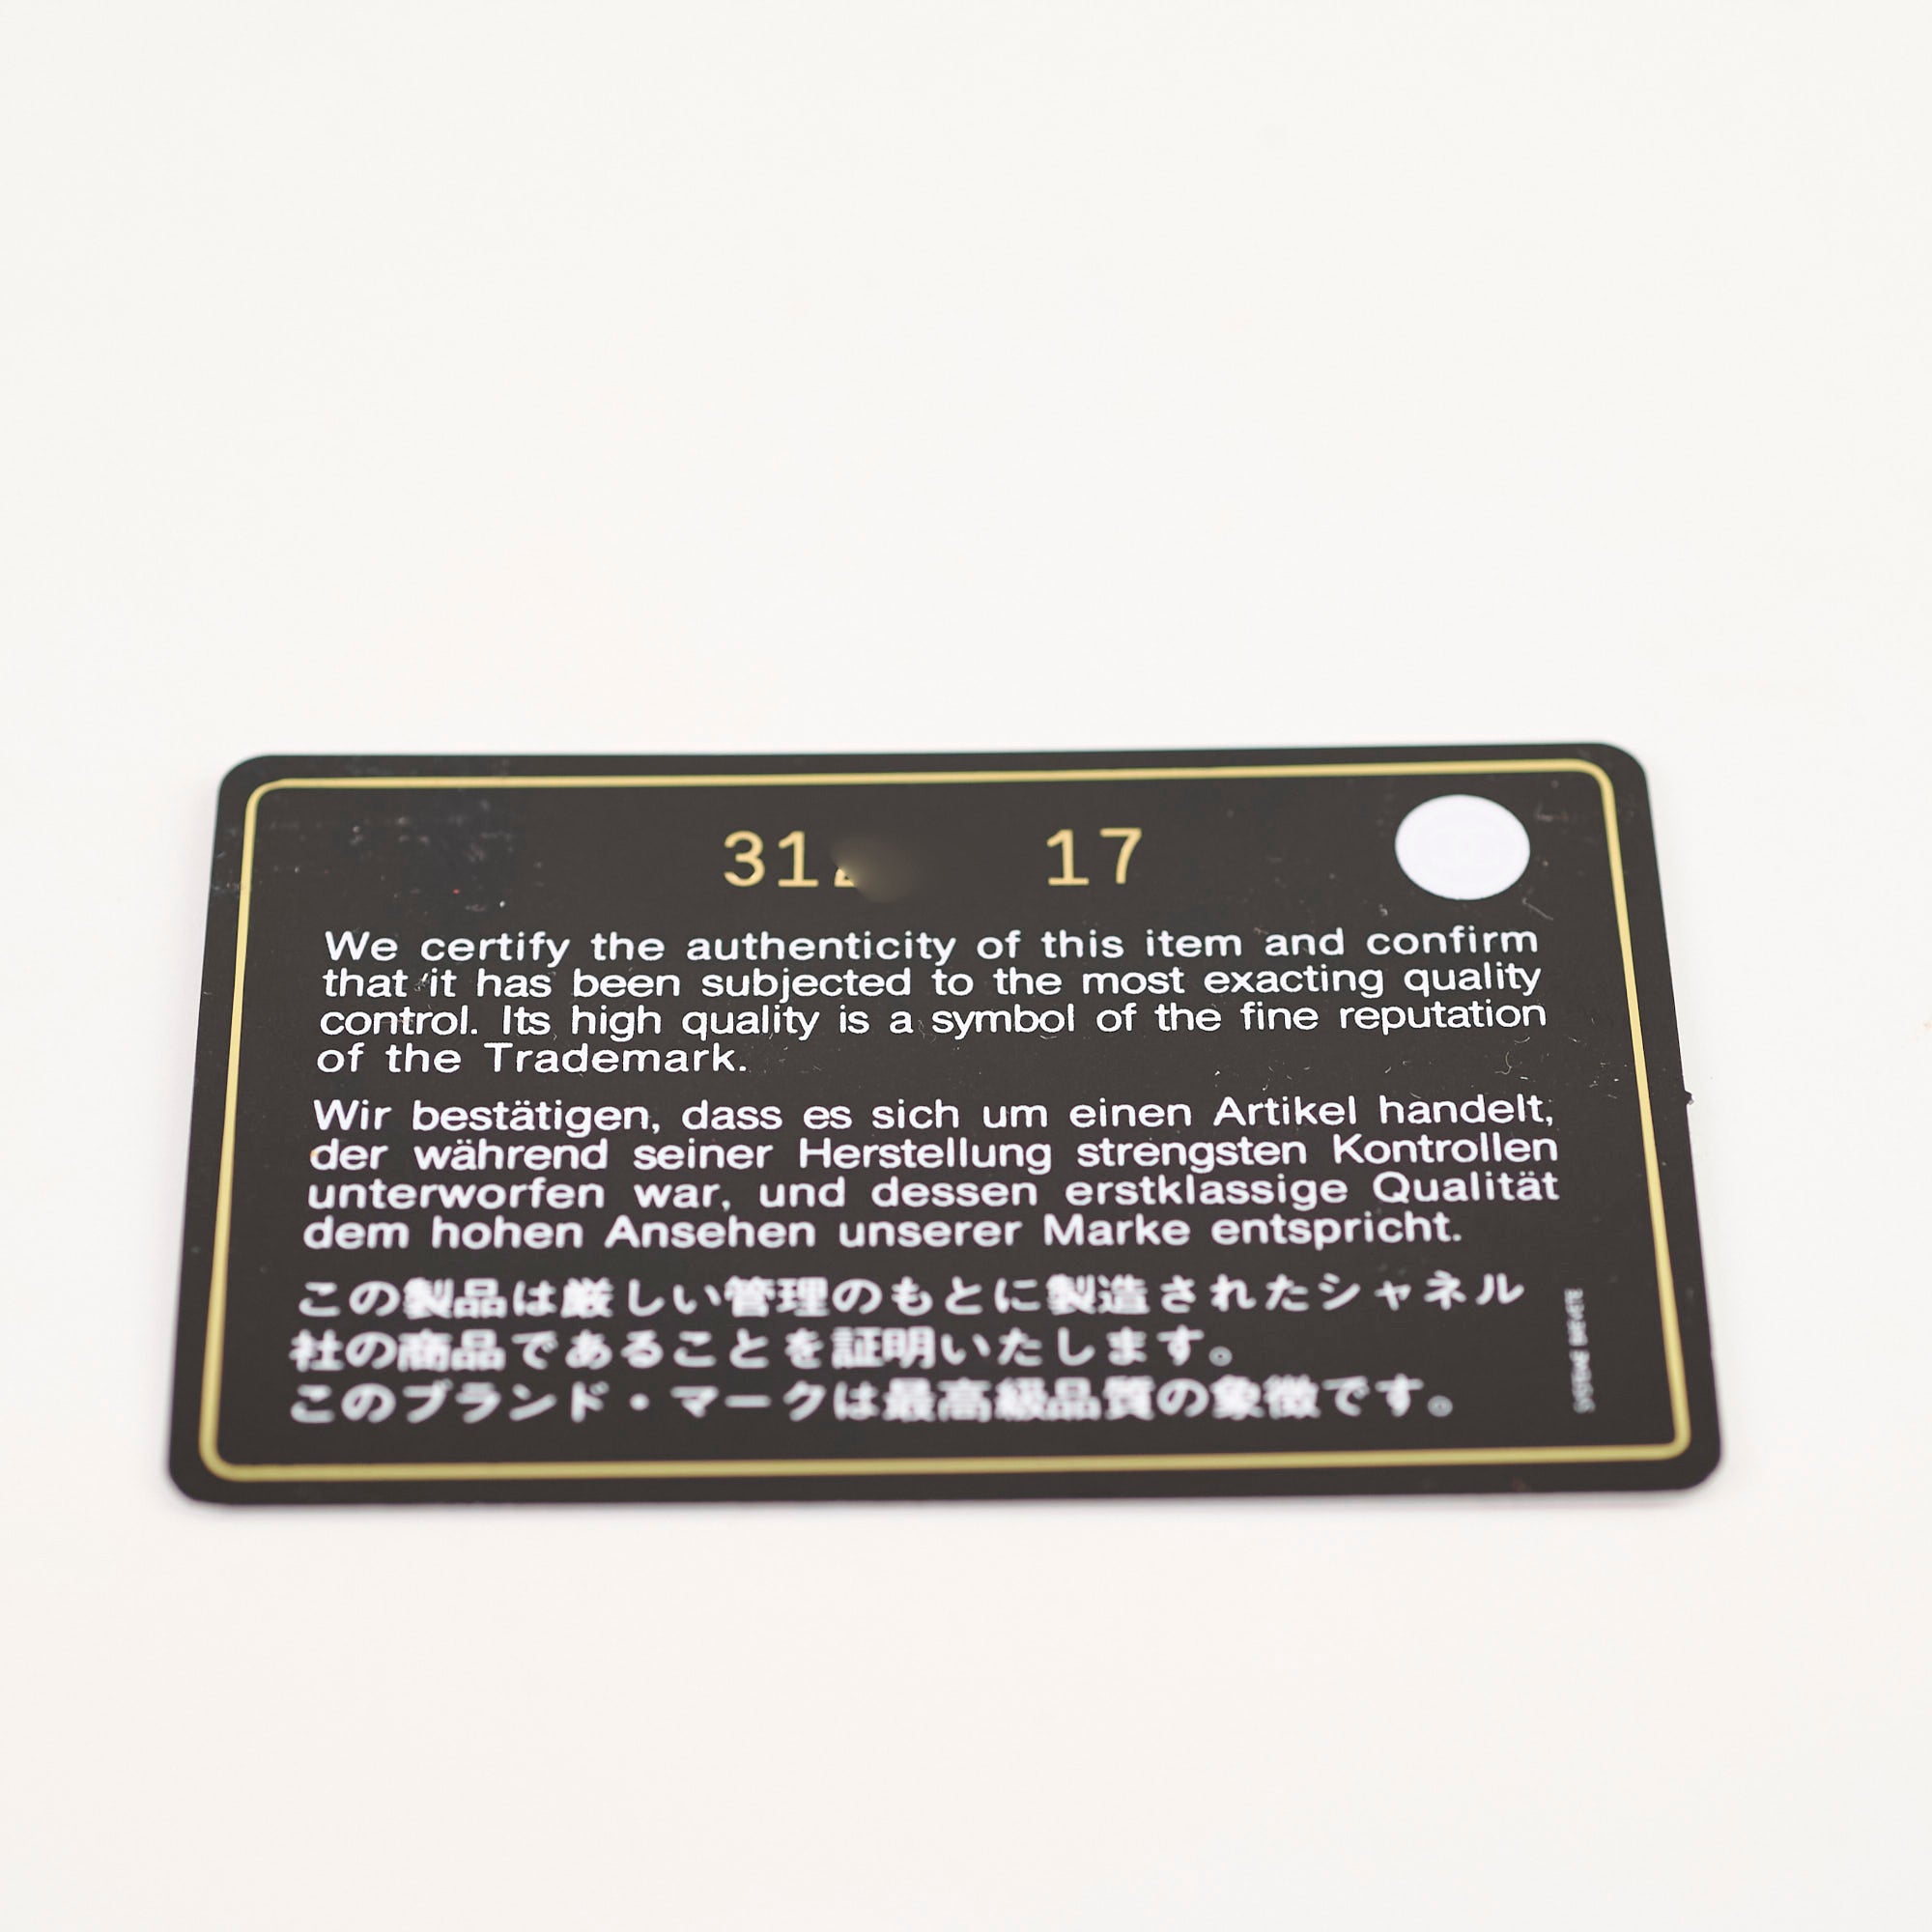 31 17
We certify the authenticity of this item and confirm
that it has been subjected to the most exacting quality
control. Its high quality is a symbol of the fine reputation
of the Trademark.
Wir bestätigen, dass es sich um einen Artikel handelt,
der während seiner Herstellung strengsten Kontrollen
unterworfen war, und dessen erstklassige Qualität
dem hohen Ansehen unserer Marke entspricht.
この製品は厳しい管理のもとに製造されたシャネル
社の商品であることを証明いたします。
このブランド・マークは最高級品質の象徴です。
SYSTEME BREVETE